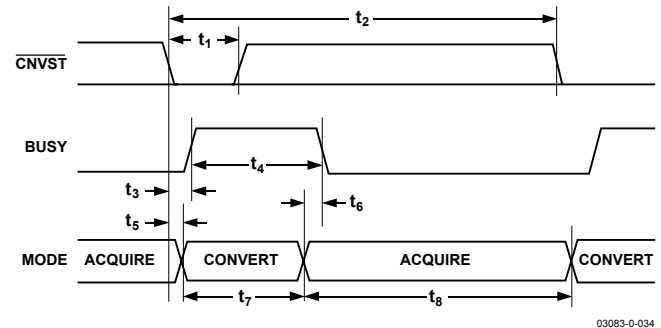 t2
t1
CNVST
BUSY
t4
t3
t6
t5
MODE ACQUIRE CONVERT ACQUIRE CONVERT
t7 t8
03083-0-034